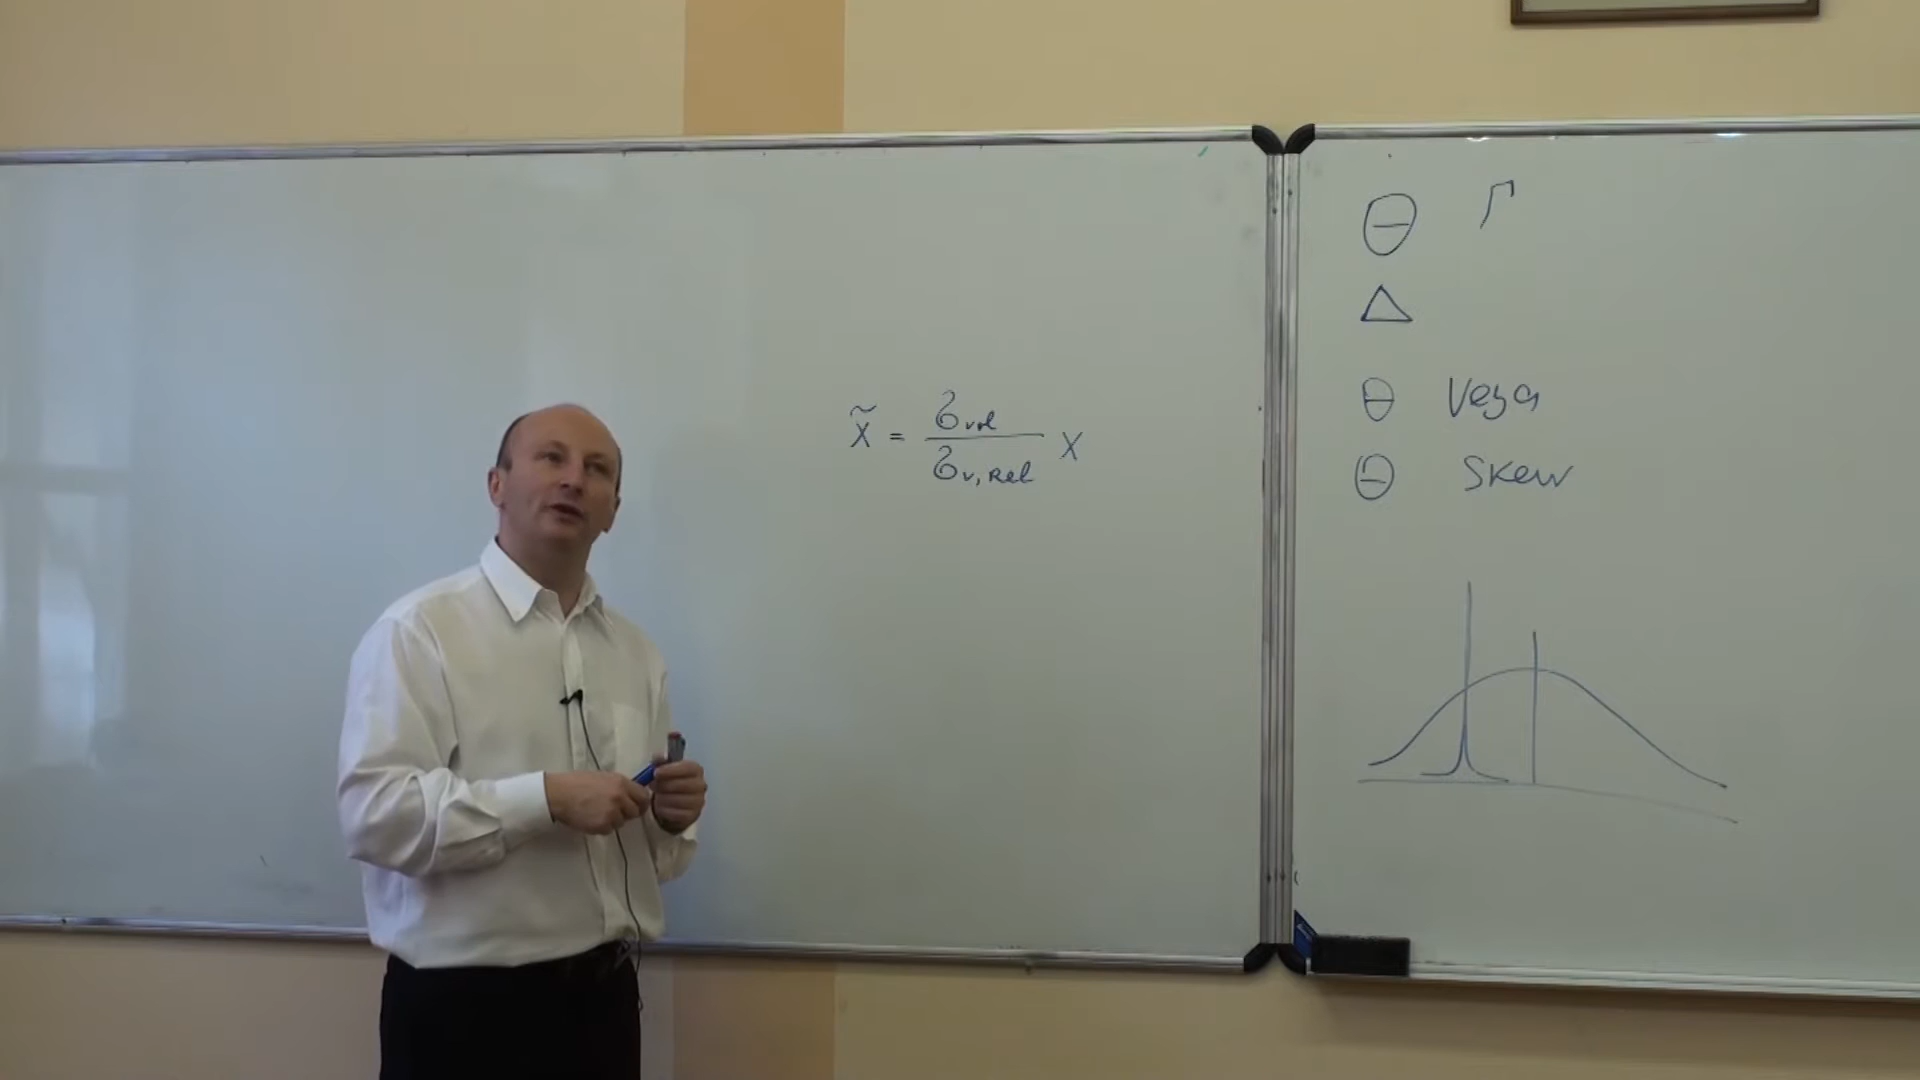 X̃ = σvol / σv,Rel X
Θ Γ
Δ
Θ Vega
Θ Skew